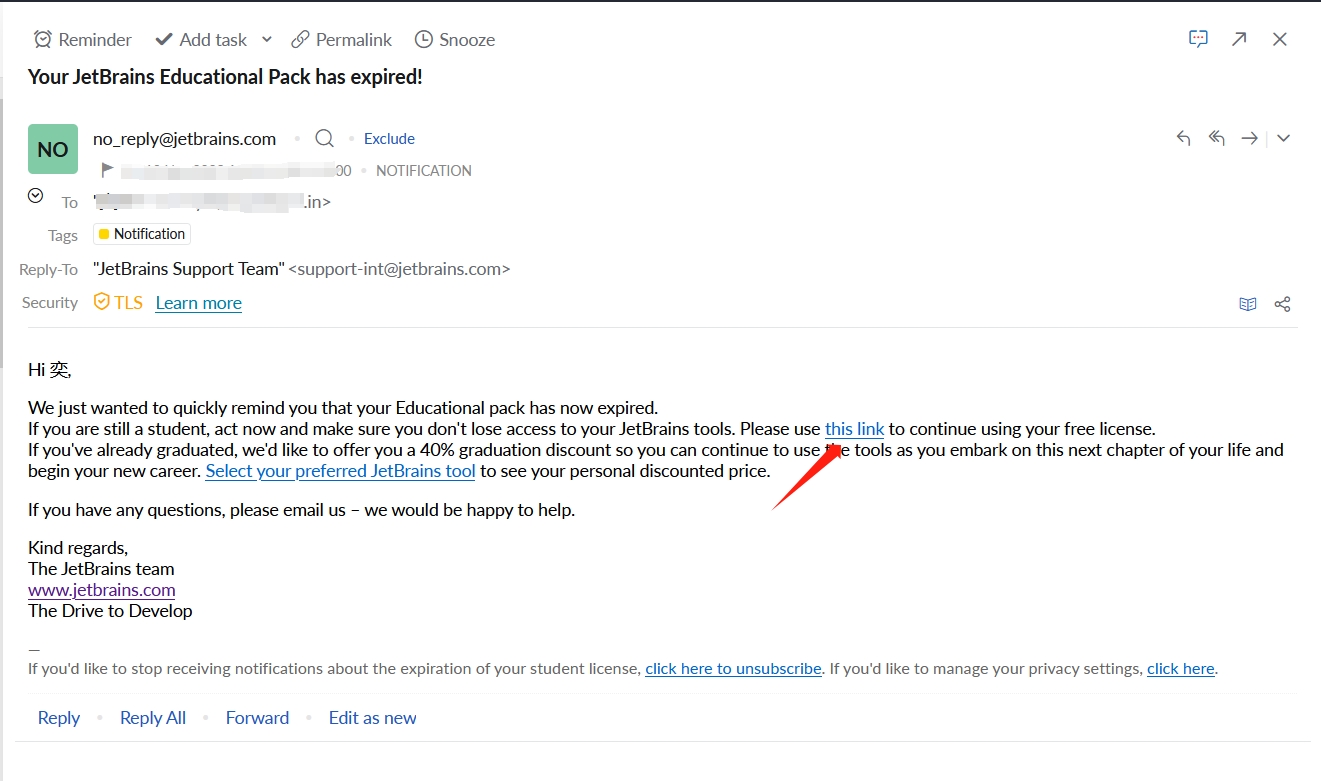 Reminder Add task Permalink Snooze
Your JetBrains Educational Pack has expired!
NO no_reply@jetbrains.com Exclude
00 NOTIFICATION
To .in>
Tags Notification
Reply-To "JetBrains Support Team" <support-int@jetbrains.com>
Security TLS Learn more
Hi 奕,
We just wanted to quickly remind you that your Educational pack has now expired.
If you are still a student, act now and make sure you don't lose access to your JetBrains tools. Please use this link to continue using your free license.
If you've already graduated, we'd like to offer you a 40% graduation discount so you can continue to use the tools as you embark on this next chapter of your life and
begin your new career. Select your preferred JetBrains tool to see your personal discounted price.
If you have any questions, please email us – we would be happy to help.
Kind regards,
The JetBrains team
www.jetbrains.com
The Drive to Develop
—
If you'd like to stop receiving notifications about the expiration of your student license, click here to unsubscribe. If you'd like to manage your privacy settings, click here.
Reply Reply All Forward Edit as new